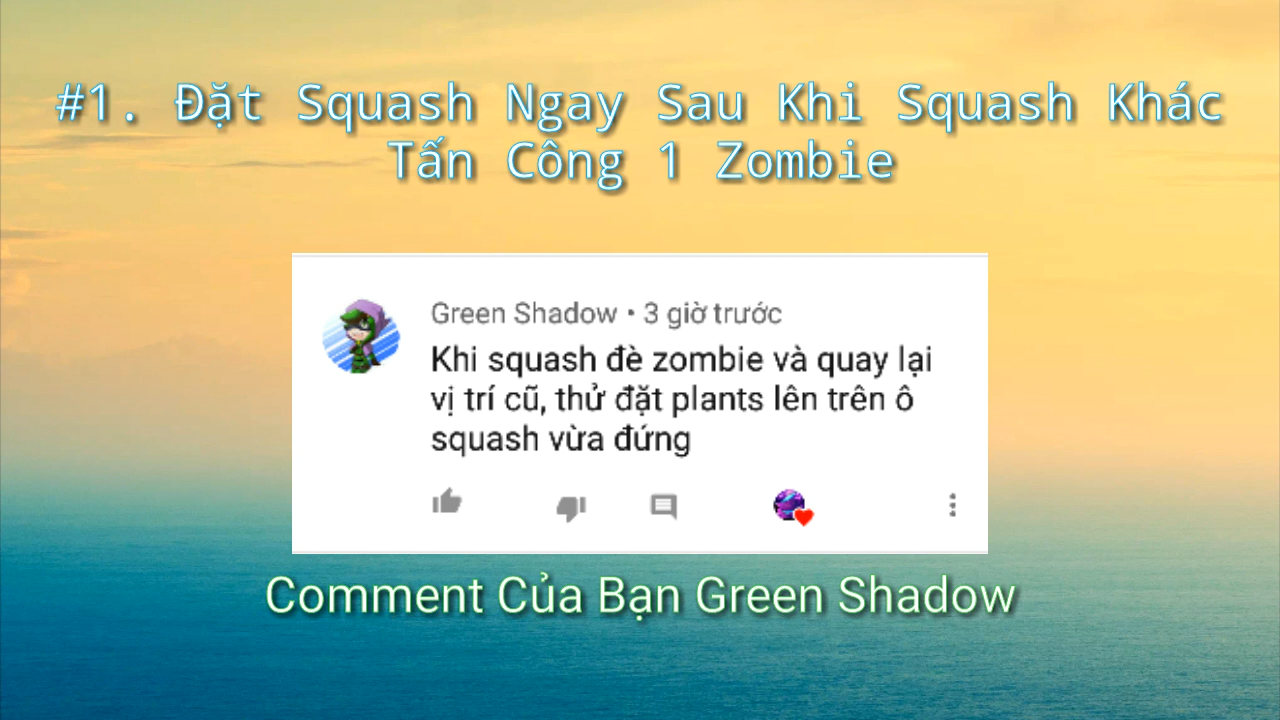 #1. Đặt Squash Ngay Sau Khi Squash Khác
Tấn Công 1 Zombie
Green Shadow • 3 giờ trước
Khi squash đè zombie và quay lại
vị trí cũ, thử đặt plants lên trên ô
squash vừa đứng
Comment Của Bạn Green Shadow